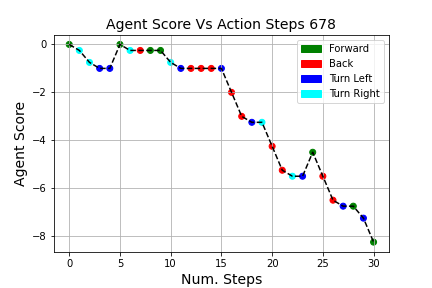 Agent Score Vs Action Steps 678
Forward
Back
Turn Left
Turn Right
Agent Score
0
−2
−4
−6
−8
0 5 10 15 20 25 30
Num. Steps